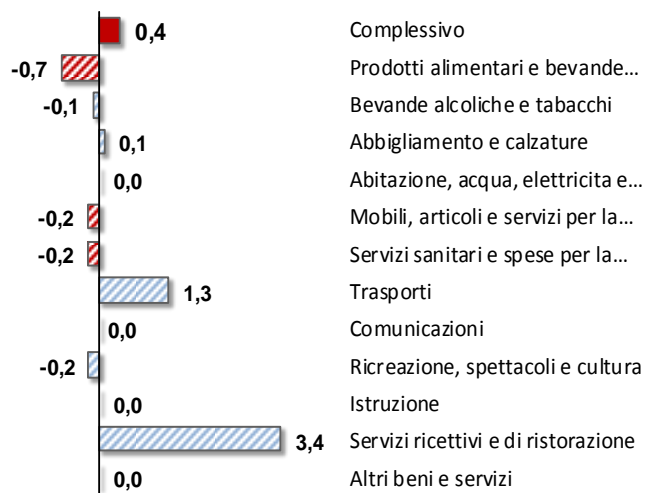 0,4 Complessivo
-0,7 Prodotti alimentari e bevande...
-0,1 Bevande alcoliche e tabacchi
0,1 Abbigliamento e calzature
0,0 Abitazione, acqua, elettricita e...
-0,2 Mobili, articoli e servizi per la...
-0,2 Servizi sanitari e spese per la...
1,3 Trasporti
0,0 Comunicazioni
-0,2 Ricreazione, spettacoli e cultura
0,0 Istruzione
3,4 Servizi ricettivi e di ristorazione
0,0 Altri beni e servizi